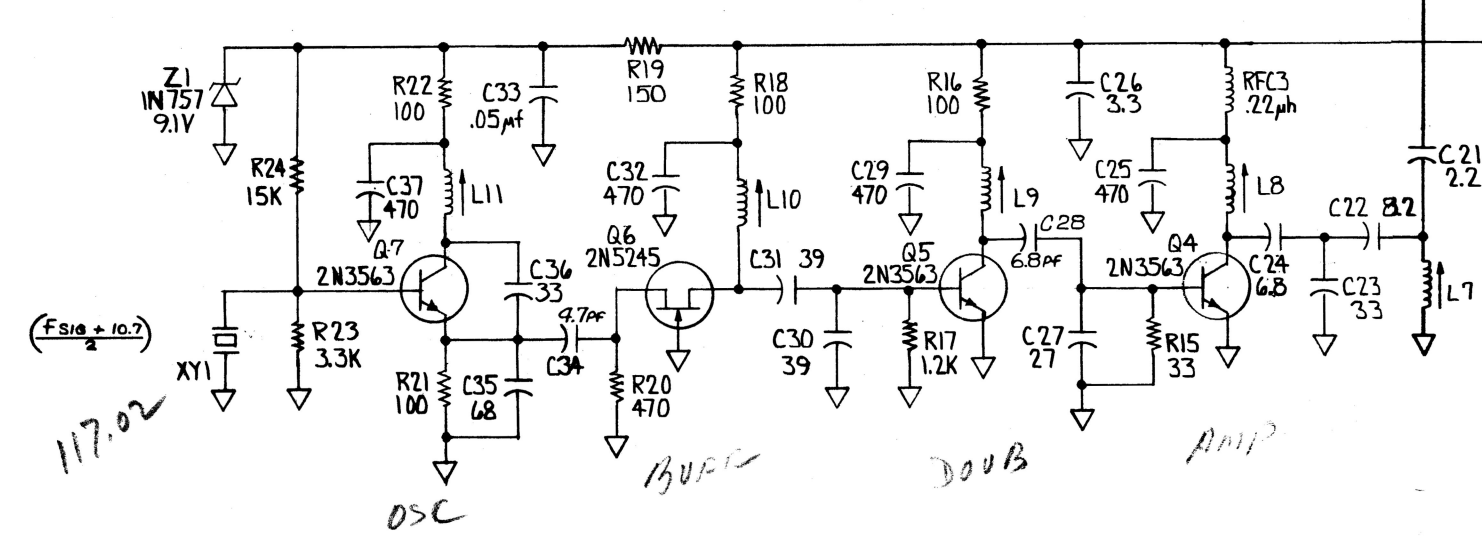 Z1
1N757
9.1V
R24
15K
R22
100
C33
.05µf
R19
150
R18
100
R16
100
C26
3.3
RFC3
.22µh
C21
2.2
C37
470
L11
C32
470
L10
C29
470
L9
C25
470
L8
C22 82
Q7
2N3563
C36
33
Q6
2N5245
C31 39
Q5
2N3563
C28
6.8pf
Q4
2N3563
C24
6.8
C23
33
L7
(FSIG + 10.7)
2
XY1
R23
3.3K
R21
100
C35
68
4.7pf
C34
R20
470
C30
39
R17
1.2K
C27
27
R15
33
117.02
OSC
BUFF
DOUB
AMP